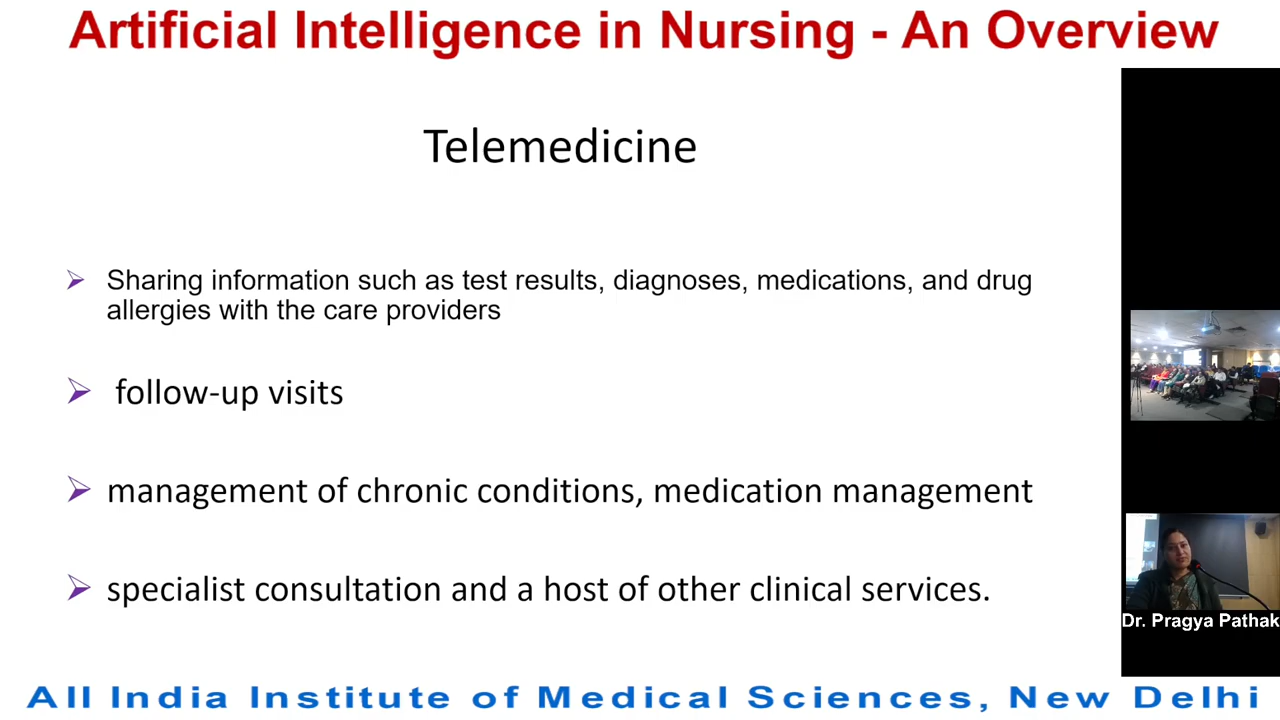 Artificial Intelligence in Nursing - An Overview
Telemedicine
➢ Sharing information such as test results, diagnoses, medications, and drug
allergies with the care providers
➢ follow-up visits
➢ management of chronic conditions, medication management
➢ specialist consultation and a host of other clinical services.
Dr. Pragya Pathak
All India Institute of Medical Sciences, New Delhi